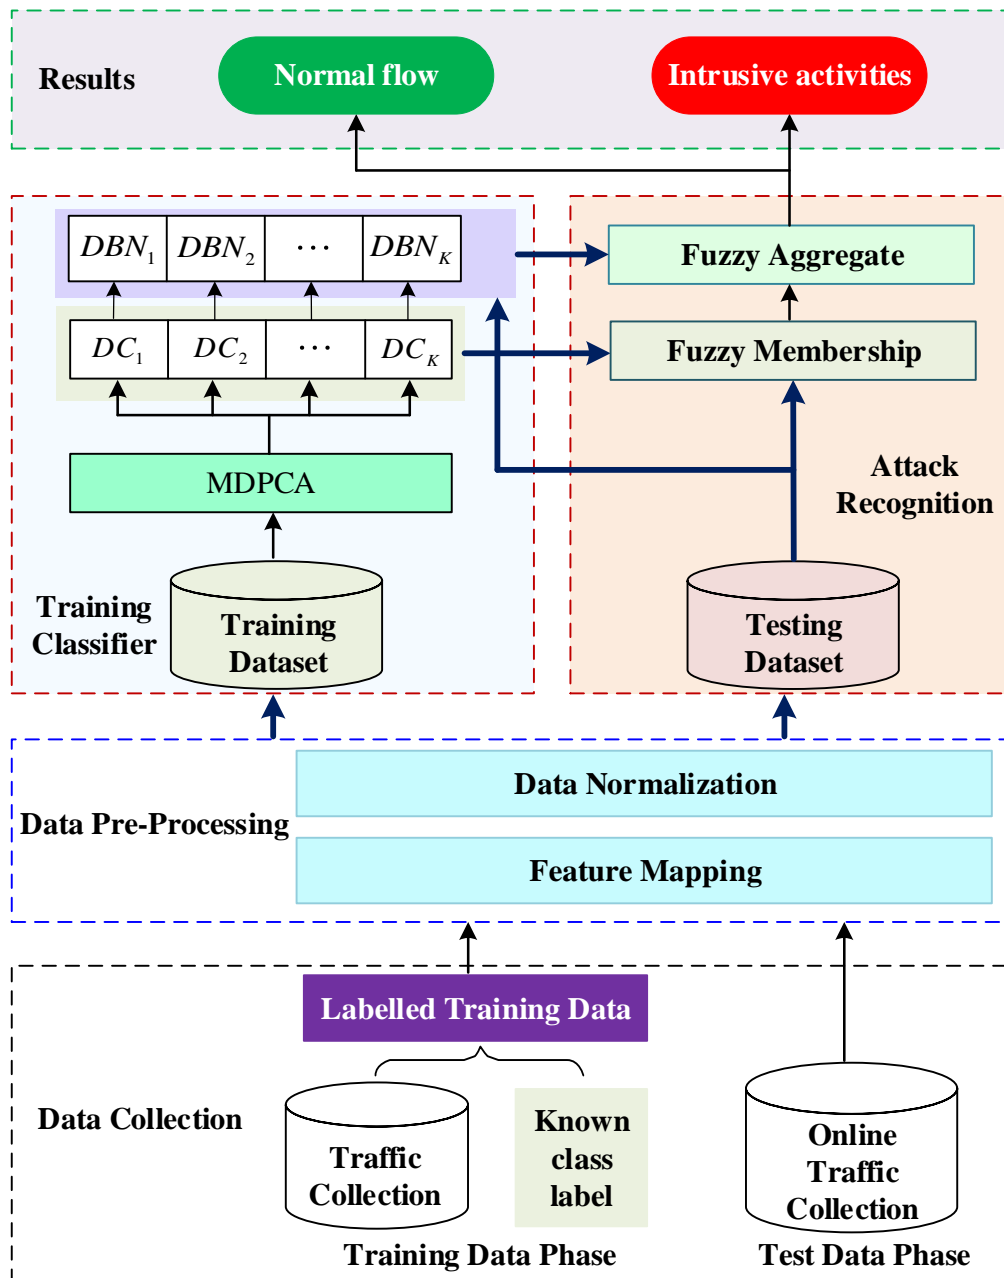 Results
Normal flow
Intrusive activities
DBN₁ DBN₂ ⋯ DBN_K
DC₁ DC₂ ⋯ DC_K
MDPCA
Training
Dataset
Training
Classifier
Fuzzy Aggregate
Fuzzy Membership
Attack
Recognition
Testing
Dataset
Data Pre-Processing
Data Normalization
Feature Mapping
Data Collection
Labelled Training Data
Traffic
Collection
Known
class
label
Training Data Phase
Online
Traffic
Collection
Test Data Phase